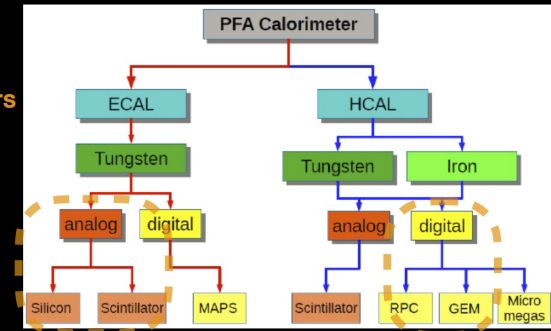 PFA Calorimeter
rs
ECAL
HCAL
Tungsten
Tungsten
Iron
analog
digital
analog
digital
Silicon
Scintillator
MAPS
Scintillator
RPC
GEM
Micro
megas